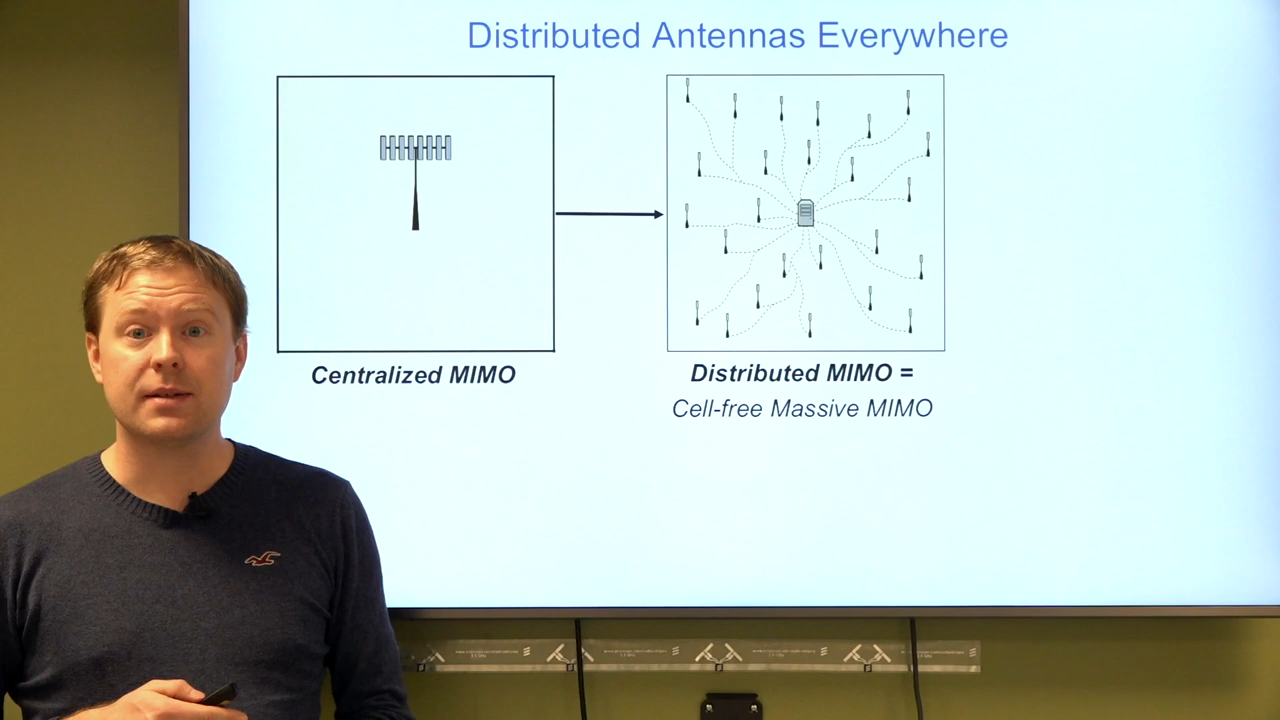 Distributed Antennas Everywhere
Centralized MIMO
Distributed MIMO =
Cell-free Massive MIMO